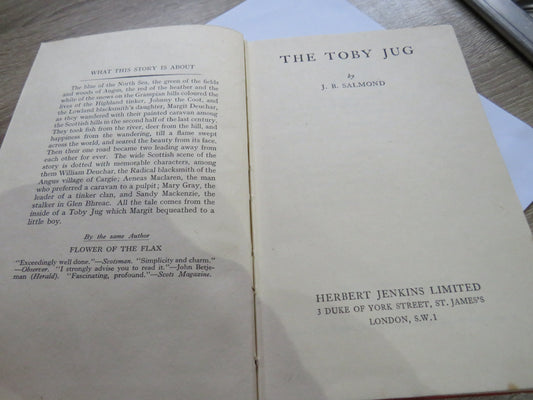 WHAT THIS STORY IS ABOUT
The blue of the North Sea, the green of the fields
and woods of Angus, the red of the heather and the
white of the snows on the Grampian hills coloured the
lives of the Highland tinker, Johnny the Coot, and
the Lowland blacksmith's daughter, Margit Deuchar,
as they wandered with their painted caravan among
the Scottish hills in the second half of the last century.
They took fish from the river, deer from the hill, and
happiness from the wandering, till a flame swept
across the world, and seared the beauty from its face,
Then their one road became two leading away from
each other for ever. The wide Scottish scene of the
story is dotted with memorable characters, among
them William Deuchar, the Radical blacksmith of the
Angus village of Cargie; Aeneas Maclaren, the man
who preferred a caravan to a pulpit; Mary Gray, the
leader of a tinker clan, and Sandy Mackenzie, the
stalker in Glen Bhreac. All the tale comes from the
inside of a Toby Jug which Margit bequeathed to a
little boy.
By the same Author
FLOWER OF THE FLAX
"Exceedingly well done."—Scotsman. "Simplicity and charm."
—Observer. "I strongly advise you to read it."—John Betje-
man (Herald). "Fascinating, profound."—Scots Magazine.
THE TOBY JUG
by
J. B. SALMOND
HERBERT JENKINS LIMITED
3 DUKE OF YORK STREET, ST. JAMES'S
LONDON, S.W.1